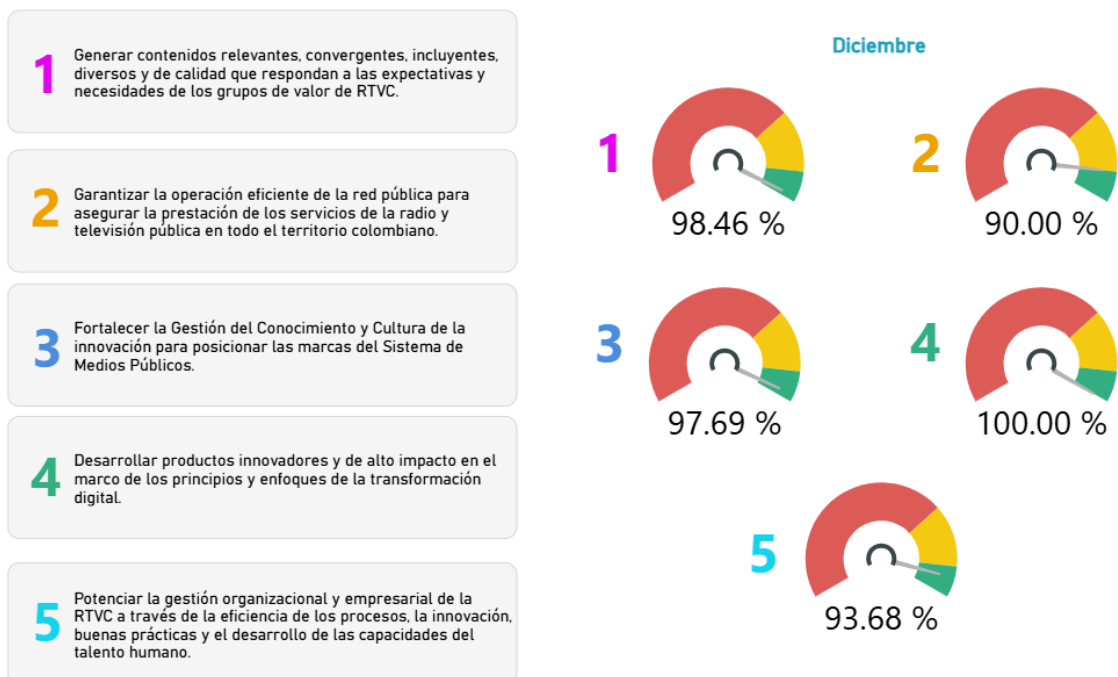 1
Generar contenidos relevantes, convergentes, incluyentes,
diversos y de calidad que respondan a las expectativas y
necesidades de los grupos de valor de RTVC.
2
Garantizar la operación eficiente de la red pública para
asegurar la prestación de los servicios de la radio y
televisión pública en todo el territorio colombiano.
3
Fortalecer la Gestión del Conocimiento y Cultura de la
innovación para posicionar las marcas del Sistema de
Medios Públicos.
4
Desarrollar productos innovadores y de alto impacto en el
marco de los principios y enfoques de la transformación
digital.
5
Potenciar la gestión organizacional y empresarial de la
RTVC a través de la eficiencia de los procesos, la innovación,
buenas prácticas y el desarrollo de las capacidades del
talento humano.
Diciembre
1
98.46 %
2
90.00 %
3
97.69 %
4
100.00 %
5
93.68 %